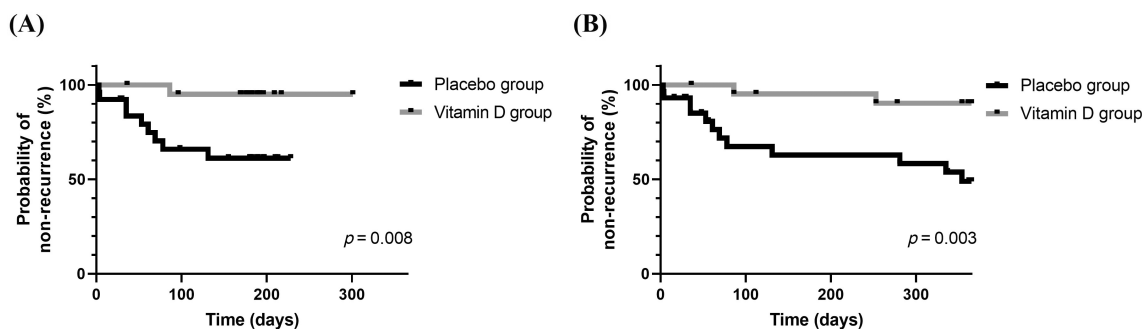 (A)
Probability of
non-recurrence (%)
100
50
0
0
100
200
300
Time (days)
Placebo group
Vitamin D group
p = 0.008
(B)
Probability of
non-recurrence (%)
100
50
0
0
100
200
300
Time (days)
Placebo group
Vitamin D group
p = 0.003